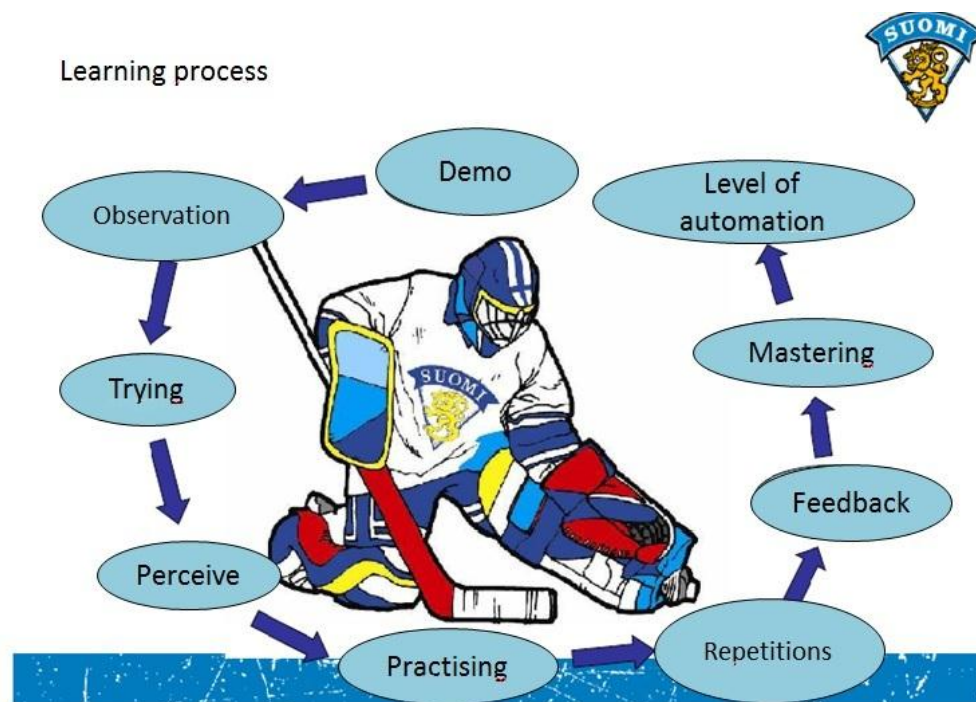 Learning process
SUOMI
Demo
Observation
Trying
Perceive
Practising
Repetitions
Feedback
Mastering
Level of
automation
SUOMI